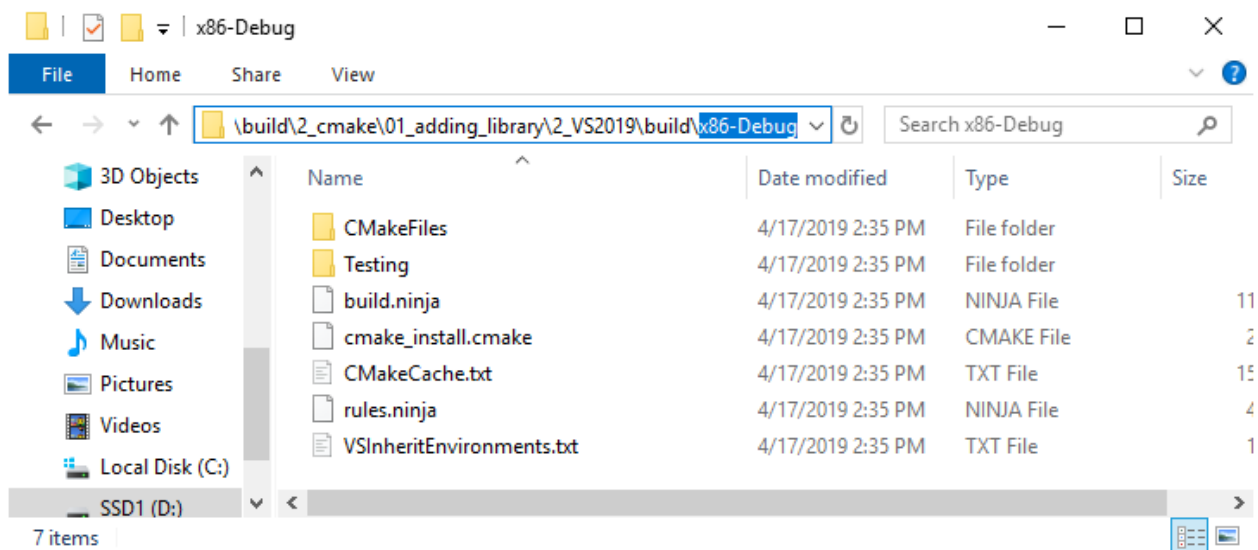 x86-Debug
File Home Share View
\build\2_cmake\01_adding_library\2_VS2019\build\x86-Debug Search x86-Debug
3D Objects
Desktop
Documents
Downloads
Music
Pictures
Videos
Local Disk (C:)
SSD1 (D:)
Name Date modified Type Size
CMakeFiles 4/17/2019 2:35 PM File folder
Testing 4/17/2019 2:35 PM File folder
build.ninja 4/17/2019 2:35 PM NINJA File 11
cmake_install.cmake 4/17/2019 2:35 PM CMAKE File 2
CMakeCache.txt 4/17/2019 2:35 PM TXT File 15
rules.ninja 4/17/2019 2:35 PM NINJA File 4
VSInheritEnvironments.txt 4/17/2019 2:35 PM TXT File 1
7 items